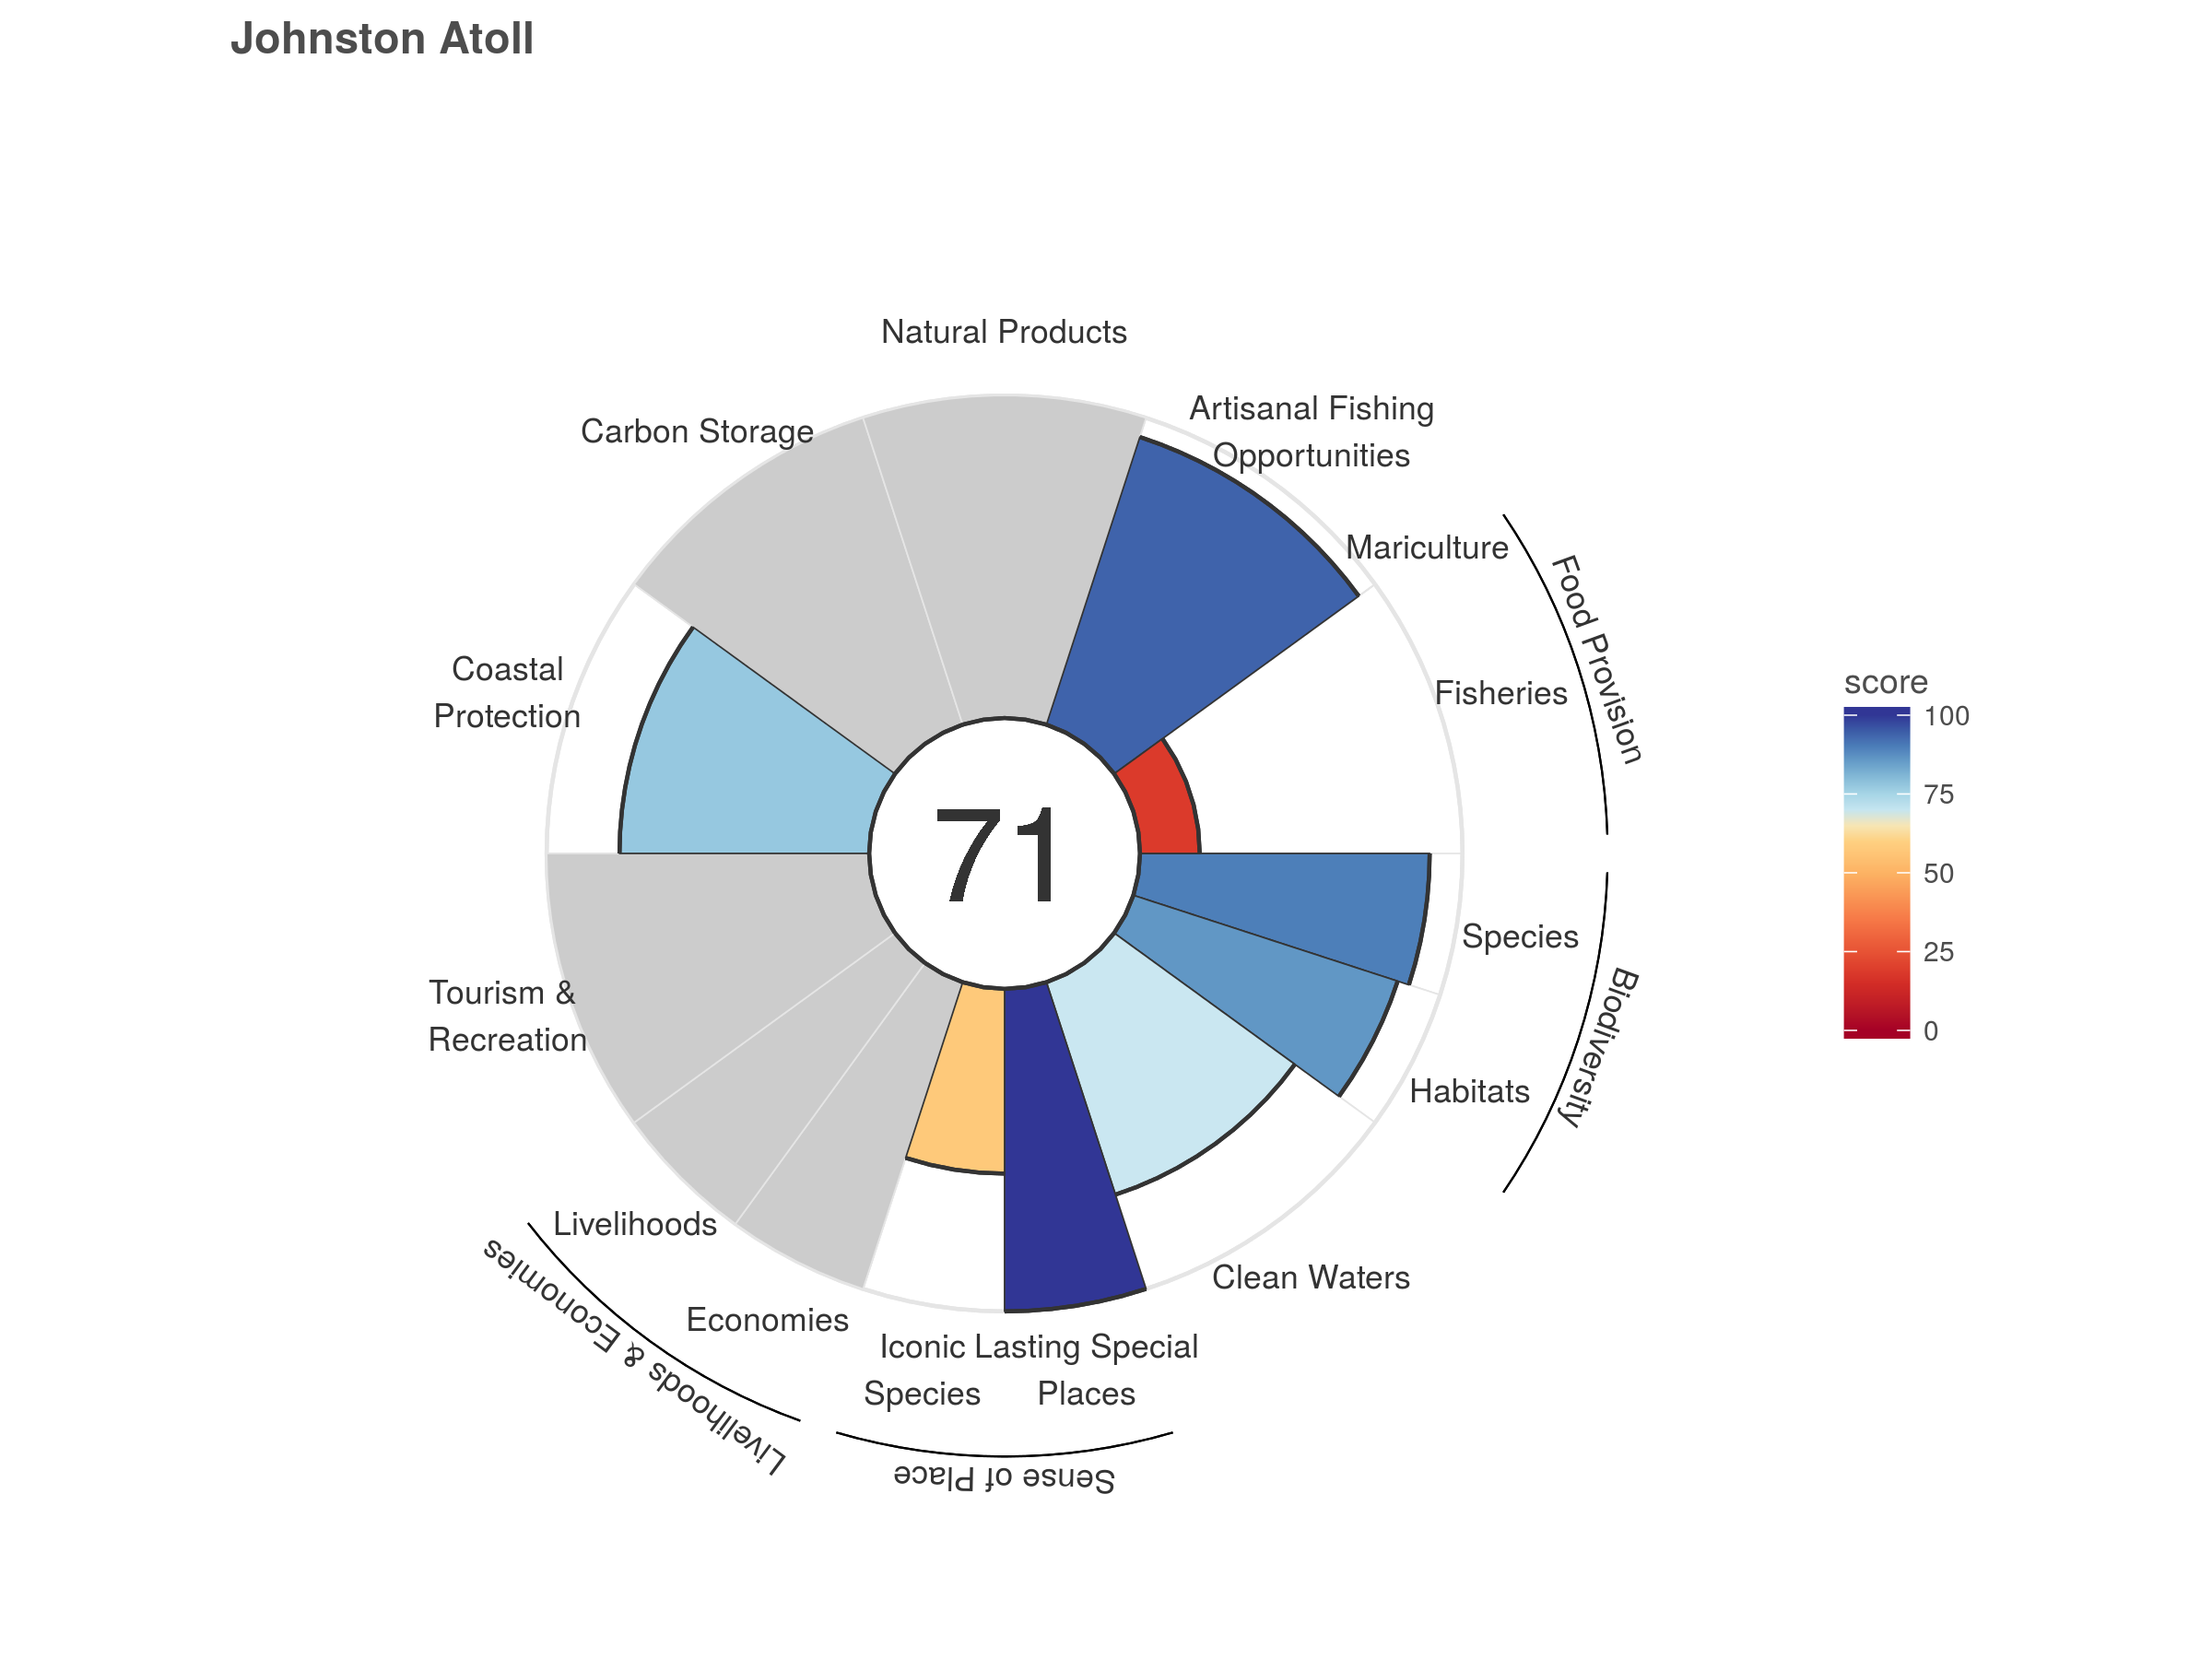 Johnston Atoll
Natural Products
Artisanal Fishing
Opportunities
Carbon Storage
Mariculture
Food Provision
Fisheries
Coastal
Protection
71
score
100
75
50
25
0
Species
Biodiversity
Habitats
Tourism &
Recreation
Clean Waters
Livelihoods
Economies
Livelihoods & Economies
Iconic
Species
Lasting Special
Places
Sense of Place